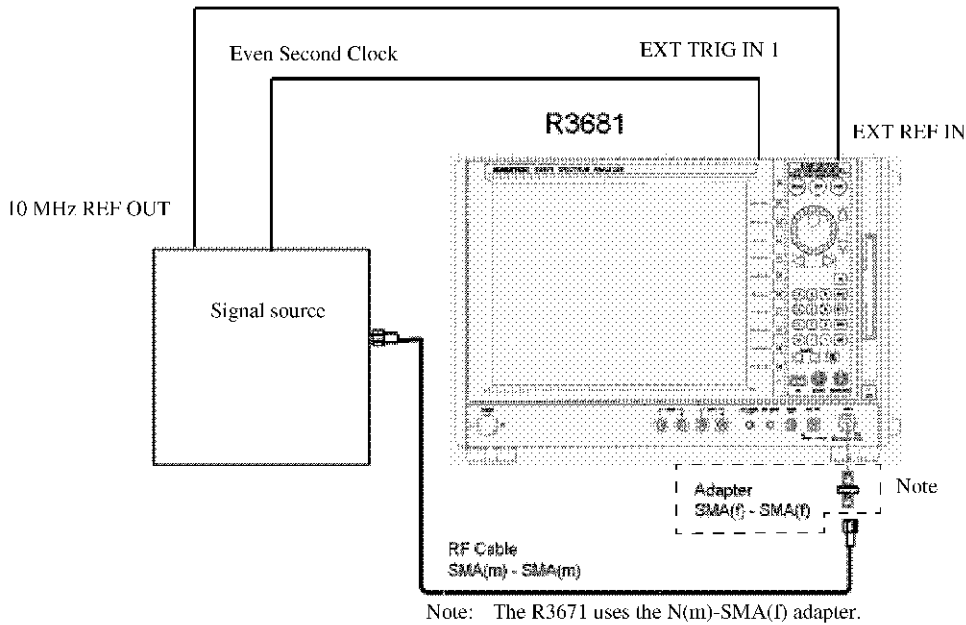 Even Second Clock
EXT TRIG IN 1
R3681
EXT REF IN
10 MHz REF OUT
Signal source
Adapter
SMA(f) - SMA(f)
Note
RF Cable
SMA(m) - SMA(m)
Note: The R3671 uses the N(m)-SMA(f) adapter.